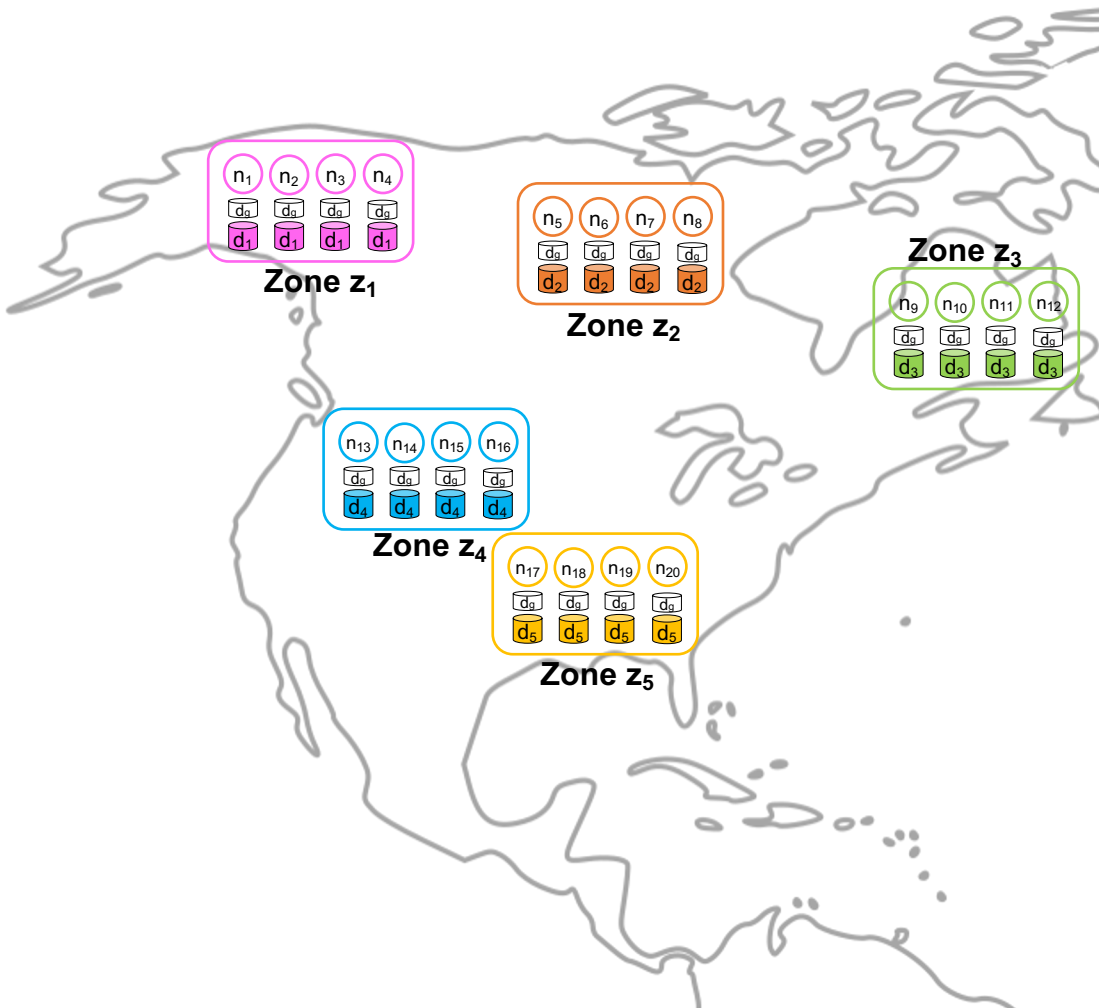 n1 n2 n3 n4
dg dg dg dg
d1 d1 d1 d1
Zone z1
n5 n6 n7 n8
dg dg dg dg
d2 d2 d2 d2
Zone z2
Zone z3
n9 n10 n11 n12
dg dg dg dg
d3 d3 d3 d3
n13 n14 n15 n16
dg dg dg dg
d4 d4 d4 d4
Zone z4
n17 n18 n19 n20
dg dg dg dg
d5 d5 d5 d5
Zone z5